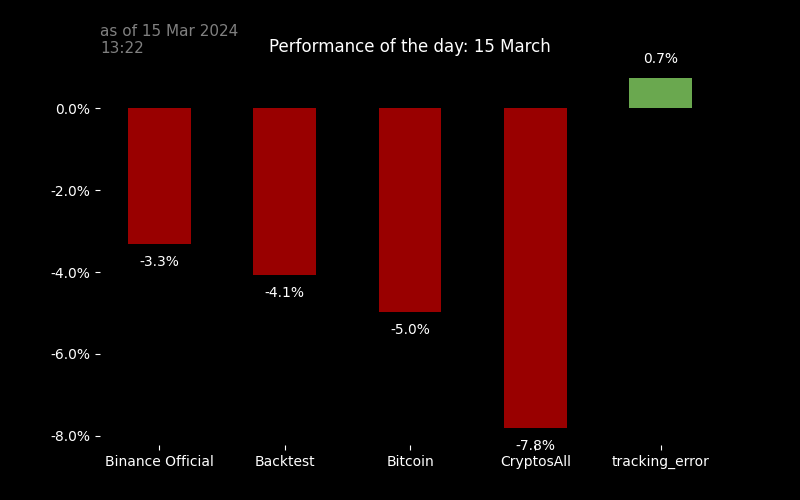 as of 15 Mar 2024
13:22
Performance of the day: 15 March
0.7%
0.0%
-2.0%
-3.3%
-4.0%
-4.1%
-5.0%
-6.0%
-8.0%
-7.8%
Binance Official
Backtest
Bitcoin
CryptosAll
tracking_error